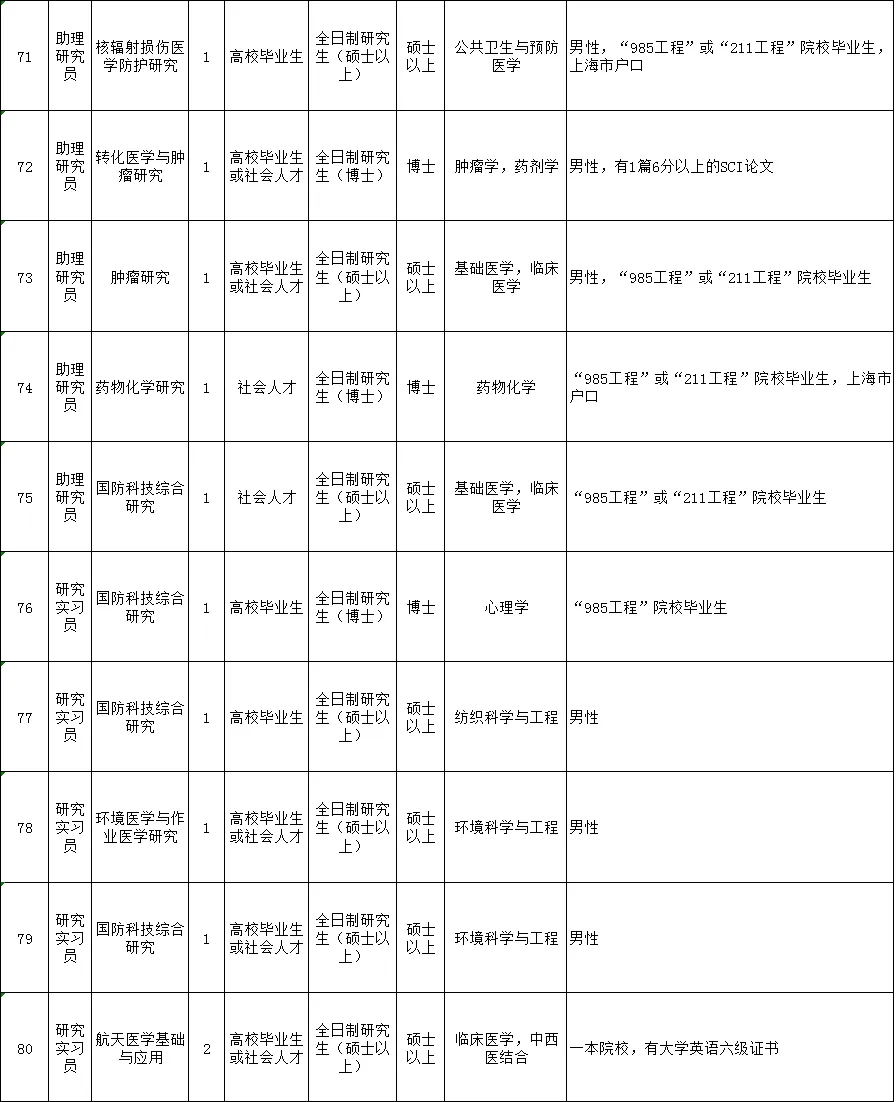 71
助理
研究
员
核辐射损伤医
学防护研究
1
高校毕业生
全日制研究
生（硕士以
上）
硕士
以上
公共卫生与预防
医学
男性，“985工程”或“211工程”院校毕业生，
上海市户口
72
助理
研究
员
转化医学与肿
瘤研究
1
高校毕业生
或社会人才
全日制研究
生（博士）
博士
肿瘤学，药剂学
男性，有1篇6分以上的SCI论文
73
助理
研究
员
肿瘤研究
1
高校毕业生
或社会人才
全日制研究
生（硕士以
上）
硕士
以上
基础医学，临床
医学
男性，“985工程”或“211工程”院校毕业生
74
助理
研究
员
药物化学研究
1
社会人才
全日制研究
生（博士）
博士
药物化学
“985工程”或“211工程”院校毕业生，上海市
户口
75
助理
研究
员
国防科技综合
研究
1
社会人才
全日制研究
生（硕士以
上）
硕士
以上
基础医学，临床
医学
“985工程”或“211工程”院校毕业生
76
研究
实习
员
国防科技综合
研究
1
高校毕业生
全日制研究
生（博士）
博士
心理学
“985工程”院校毕业生
77
研究
实习
员
国防科技综合
研究
1
高校毕业生
全日制研究
生（硕士以
上）
硕士
以上
纺织科学与工程
男性
78
研究
实习
员
环境医学与作
业医学研究
1
高校毕业生
或社会人才
全日制研究
生（硕士以
上）
硕士
以上
环境科学与工程
男性
79
研究
实习
员
国防科技综合
研究
1
高校毕业生
或社会人才
全日制研究
生（硕士以
上）
硕士
以上
环境科学与工程
男性
80
研究
实习
员
航天医学基础
与应用
2
高校毕业生
或社会人才
全日制研究
生（硕士以
上）
硕士
以上
临床医学，中西
医结合
一本院校，有大学英语六级证书